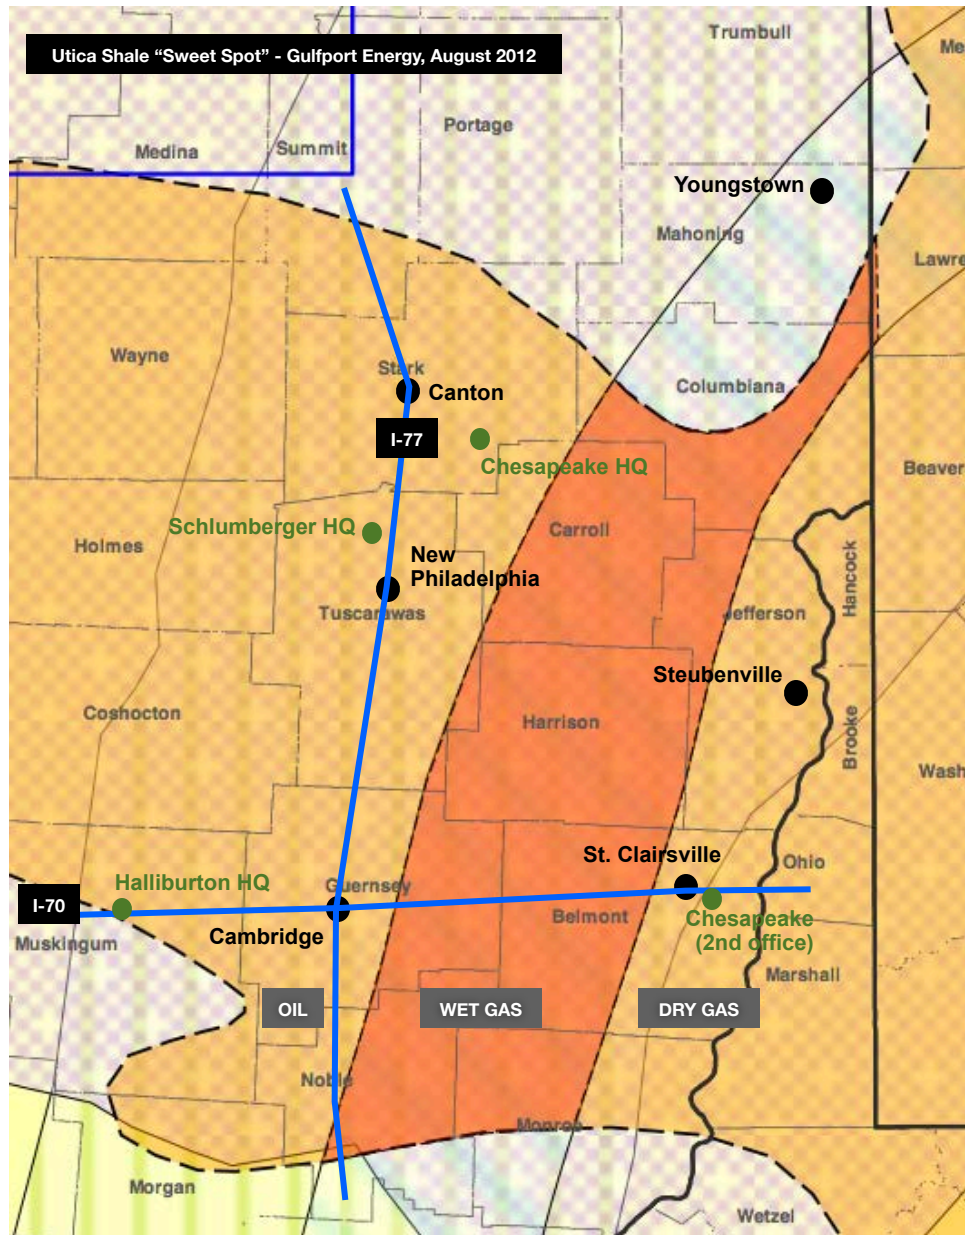 Trumbull
Me
Utica Shale “Sweet Spot” - Gulfport Energy, August 2012
Portage
Medina
Summit
Youngstown
Mahoning
Lawre
Wayne
Stark
Columbiana
Canton
I-77
Chesapeake HQ
Beaver
Schlumberger HQ
Carroll
Holmes
New
Philadelphia
Hancock
Tuscarawas
Jefferson
Steubenville
Coshocton
Harrison
Brooke
Wash
St. Clairsville
Ohio
Halliburton HQ
Guernsey
I-70
Belmont
Chesapeake
(2nd office)
Cambridge
Muskingum
Marshall
OIL
WET GAS
DRY GAS
Noble
Monroe
Morgan
Wetzel